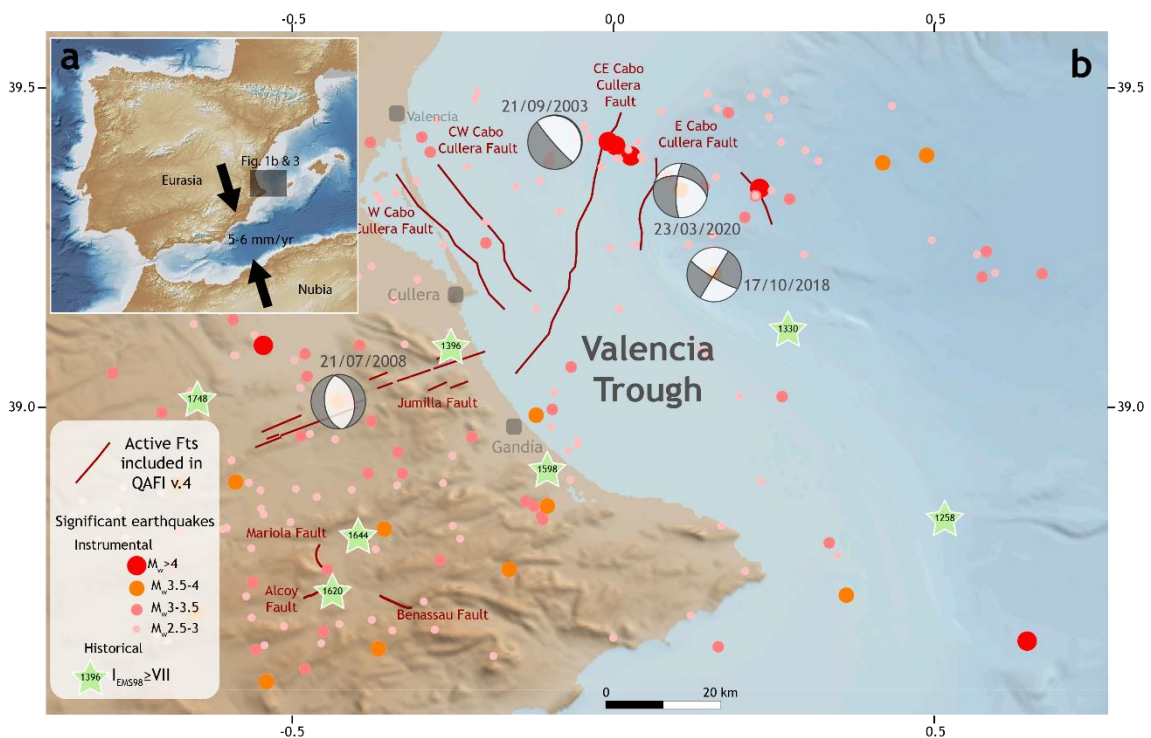 -0.5
0.0
0.5
a
b
39.5
39.5
39.0
39.0
Fig. 1b & 3
Eurasia
5-6 mm/yr
Nubia
Valencia
CE Cabo
Cullera
Fault
21/09/2003
CW Cabo
Cullera Fault
E Cabo
Cullera Fault
W Cabo
Cullera Fault
23/03/2020
17/10/2018
Cullera
1330
1396
Valencia
Trough
21/07/2008
1748
Jumilla Fault
Gandía
1598
1258
Mariola Fault
1644
Alcoy
Fault
1620
Benassau Fault
Active Fts
included in
QAFI v.4
Significant earthquakes
Instrumental
Mw>4
Mw3.5-4
Mw3-3.5
Mw2.5-3
Historical
1396
IEMS98≥VII
0
20 km
-0.5
0.0
0.5